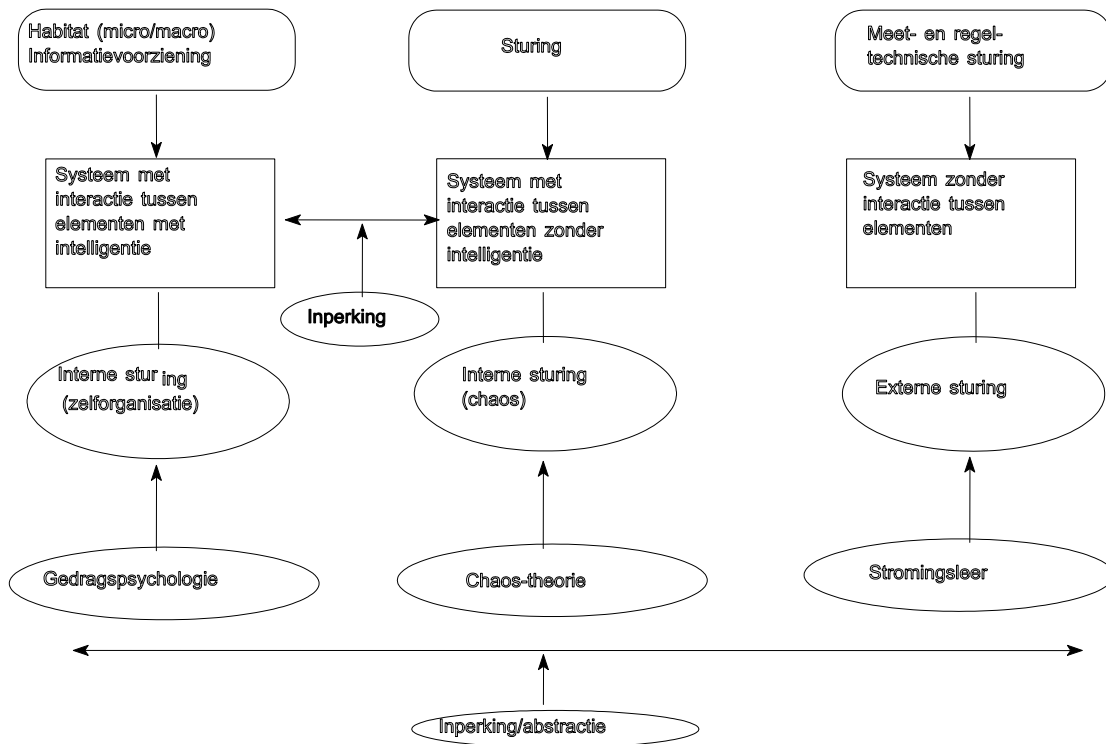 Habitat (micro/macro)
Informatievoorziening
Sturing
Meet- en regel-
technische sturing
Systeem met
interactie tussen
elementen met
intelligentie
Systeem met
interactie tussen
elementen zonder
intelligentie
Systeem zonder
interactie tussen
elementen
Inperking
Interne sturing
(zelforganisatie)
Interne sturing
(chaos)
Externe sturing
Gedragspsychologie
Chaos-theorie
Stromingsleer
Inperking/abstractie